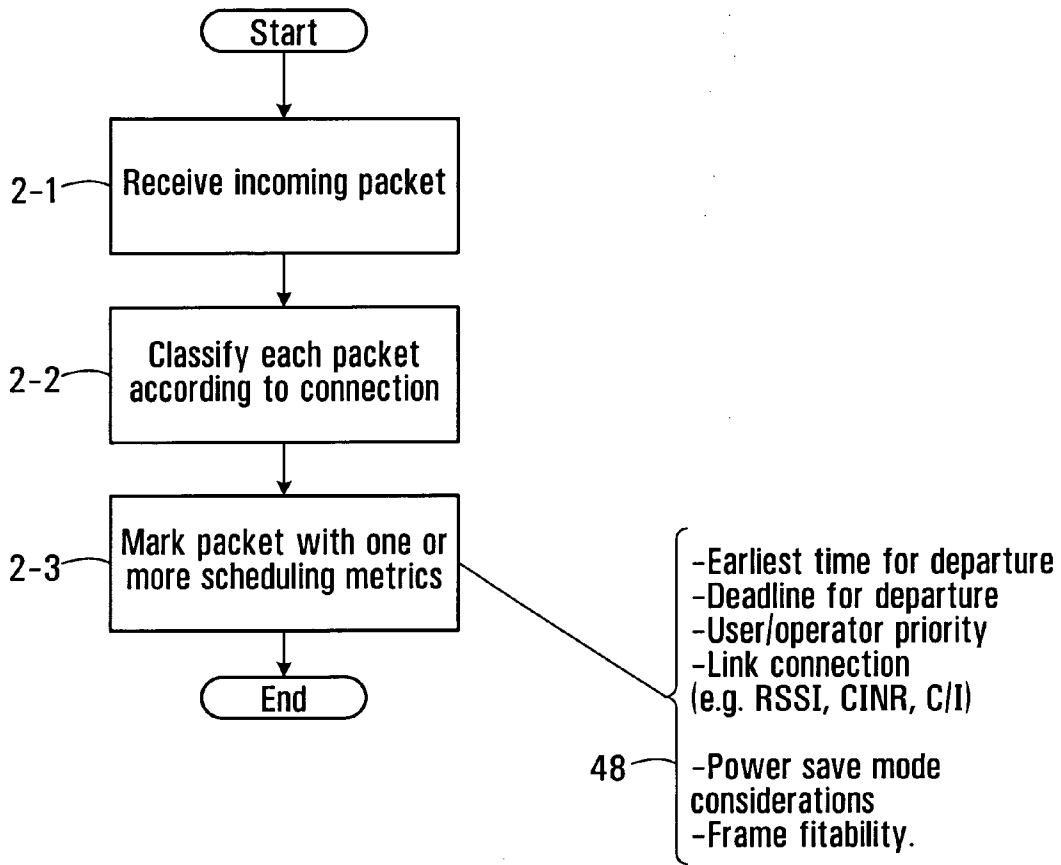 Start
2-1
Receive incoming packet
2-2
Classify each packet
according to connection
2-3
Mark packet with one or
more scheduling metrics
End
-Earliest time for departure
-Deadline for departure
-User/operator priority
-Link connection
(e.g. RSSI, CINR, C/I)
48
-Power save mode
considerations
-Frame fitability.